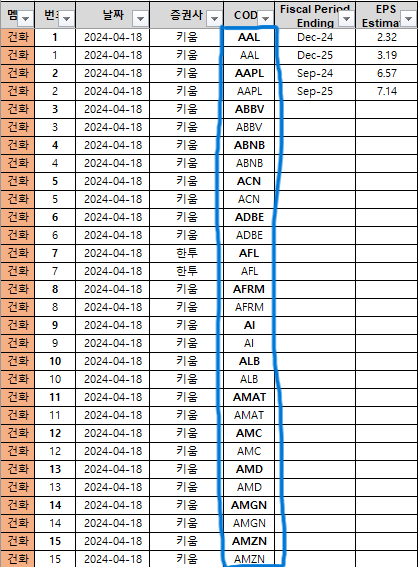 멤 번호 날짜 증권사 COD Fiscal Period Ending EPS Estimat
건화 1 2024-04-18 키움 AAL Dec-24 2.32
건화 1 2024-04-18 키움 AAL Dec-25 3.19
건화 2 2024-04-18 키움 AAPL Sep-24 6.57
건화 2 2024-04-18 키움 AAPL Sep-25 7.14
건화 3 2024-04-18 키움 ABBV
건화 3 2024-04-18 키움 ABBV
건화 4 2024-04-18 키움 ABNB
건화 4 2024-04-18 키움 ABNB
건화 5 2024-04-18 키움 ACN
건화 5 2024-04-18 키움 ACN
건화 6 2024-04-18 키움 ADBE
건화 6 2024-04-18 키움 ADBE
건화 7 2024-04-18 한투 AFL
건화 7 2024-04-18 한투 AFL
건화 8 2024-04-18 키움 AFRM
건화 8 2024-04-18 키움 AFRM
건화 9 2024-04-18 키움 AI
건화 9 2024-04-18 키움 AI
건화 10 2024-04-18 키움 ALB
건화 10 2024-04-18 키움 ALB
건화 11 2024-04-18 키움 AMAT
건화 11 2024-04-18 키움 AMAT
건화 12 2024-04-18 키움 AMC
건화 12 2024-04-18 키움 AMC
건화 13 2024-04-18 키움 AMD
건화 13 2024-04-18 키움 AMD
건화 14 2024-04-18 키움 AMGN
건화 14 2024-04-18 키움 AMGN
건화 15 2024-04-18 키움 AMZN
건화 15 2024-04-18 키움 AMZN